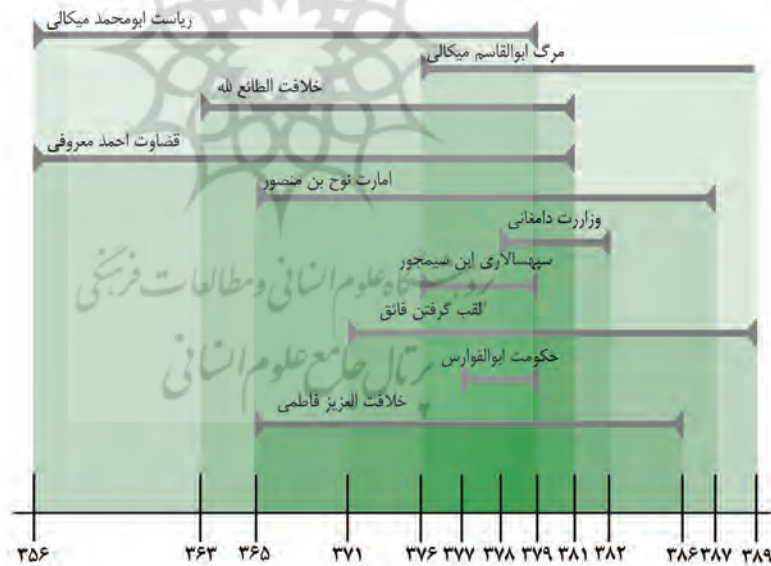 ریاست ابومحمد میکالی
مرگ ابوالقاسم میکالی
خلافت الطائع لله
قضاوت احمد معروفی
امارت نوح بن منصور
وزاررت دامغانی
سپهسالاری ابن سیمجور
لقب گرفتن فائق
حکومت ابوالفوارس
خلافت العزیز فاطمی
پژوهشگاه علوم انسانی و مطالعات فرهنگی
پرتال جامع علوم انسانی
۳۵۶ ۳۶۳ ۳۶۵ ۳۷۱ ۳۷۶ ۳۷۷ ۳۷۸ ۳۷۹ ۳۸۱ ۳۸۲ ۳۸۶ ۳۸۷ ۳۸۹